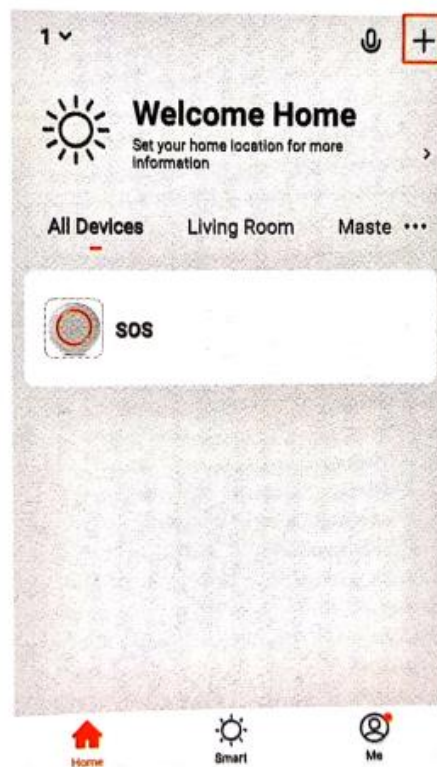 1
Welcome Home
Set your home location for more
information
All Devices Living Room Maste
SOS
Home Smart Me